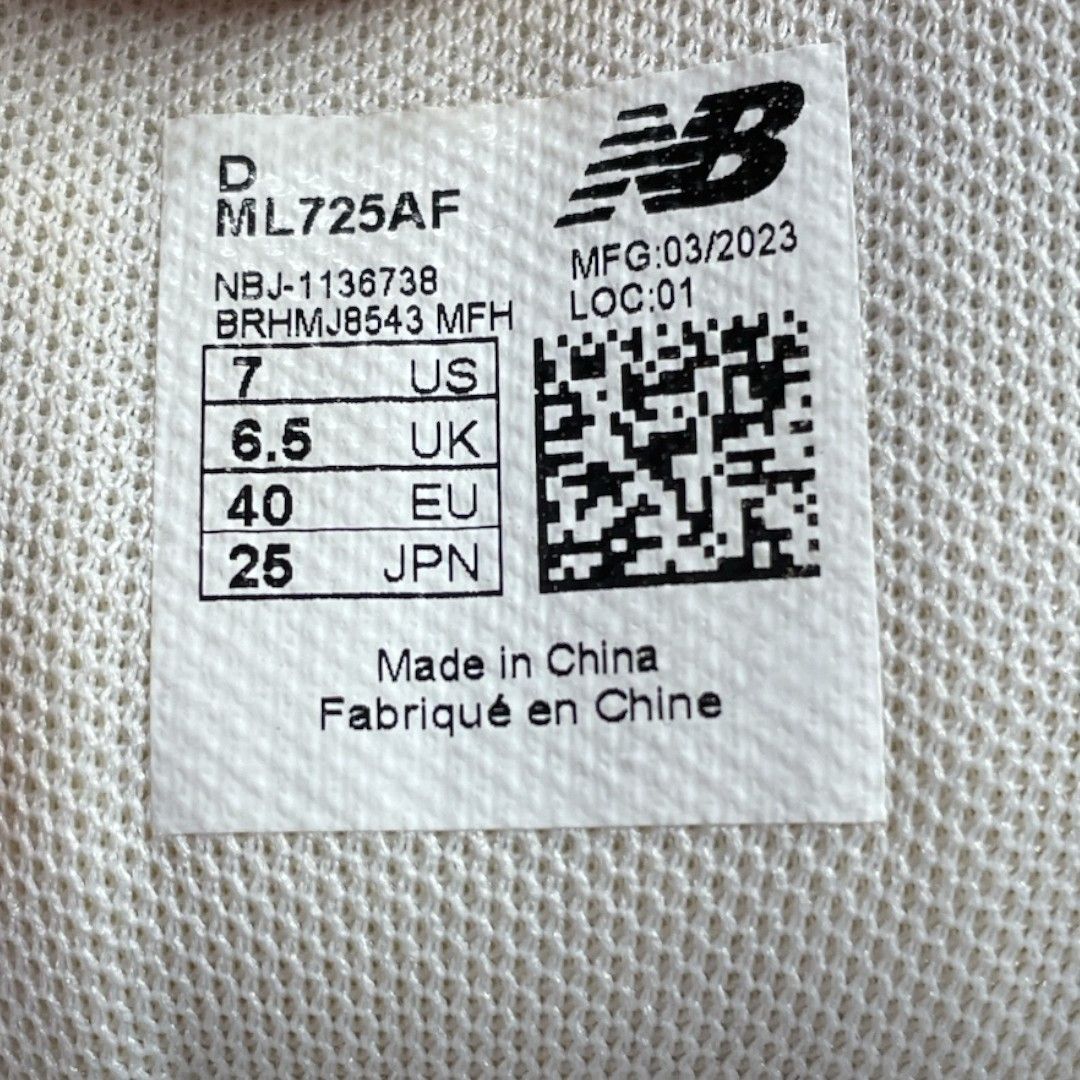 NB
D
ML725AF
MFG:03/2023
LOC:01
NBJ-1136738
BRHMJ8543 MFH
7 US
6.5 UK
40 EU
25 JPN
Made in China
Fabriqué en Chine